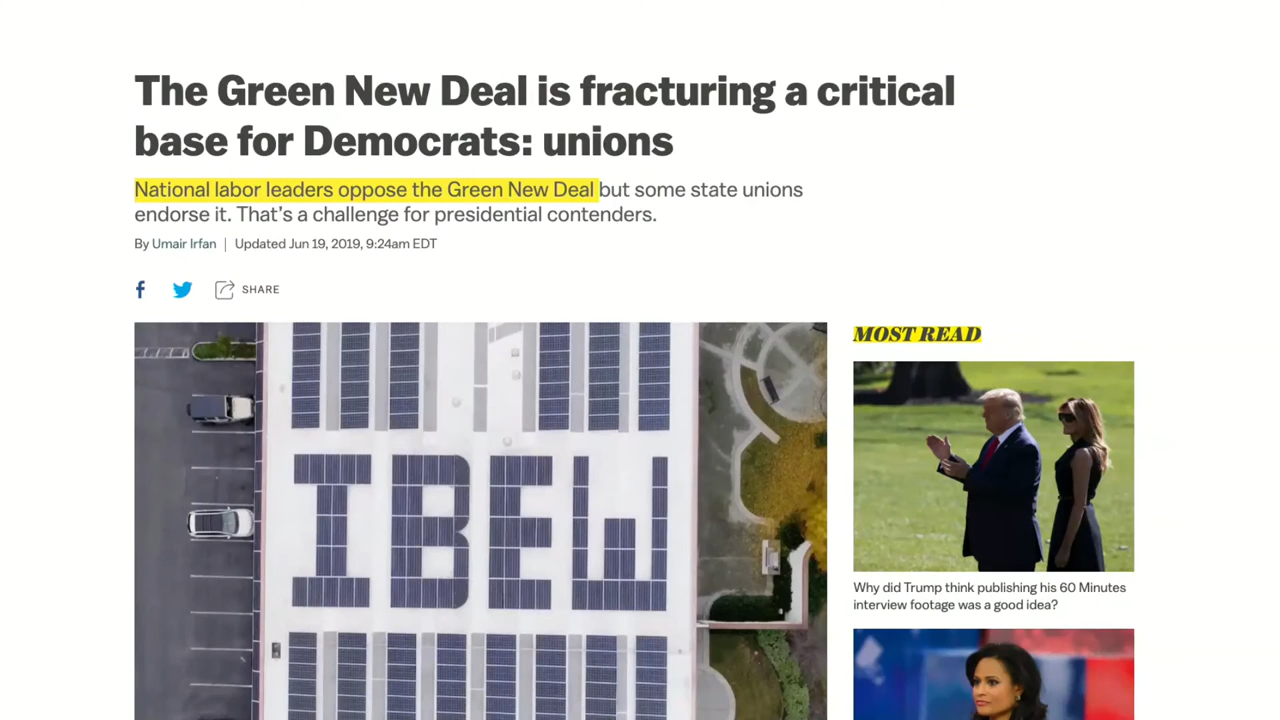 The Green New Deal is fracturing a critical
base for Democrats: unions
National labor leaders oppose the Green New Deal but some state unions
endorse it. That's a challenge for presidential contenders.
By Umair Irfan | Updated Jun 19, 2019, 9:24am EDT
SHARE
IBEW
MOST READ
Why did Trump think publishing his 60 Minutes
interview footage was a good idea?